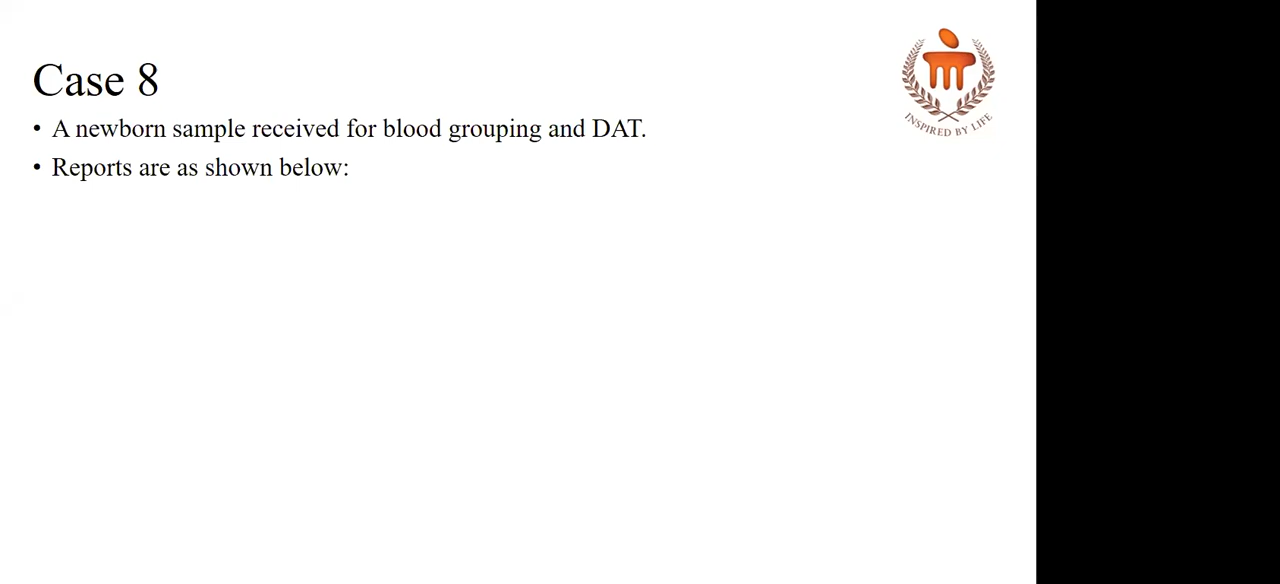 Case 8
• A newborn sample received for blood grouping and DAT.
• Reports are as shown below:
INSPIRED BY LIFE